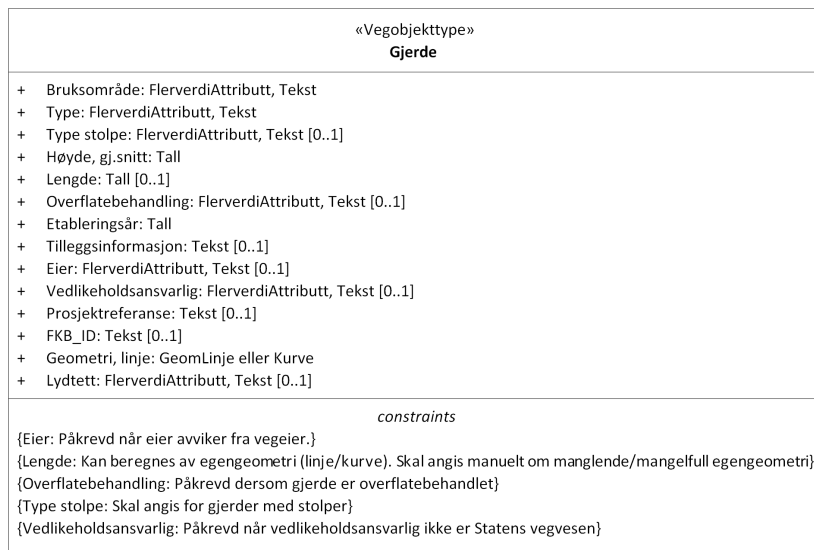 «Vegobjekttype»
Gjerde
+ Bruksområde: FlerverdiAttributt, Tekst
+ Type: FlerverdiAttributt, Tekst
+ Type stolpe: FlerverdiAttributt, Tekst [0..1]
+ Høyde, gj.snitt: Tall
+ Lengde: Tall [0..1]
+ Overflatebehandling: FlerverdiAttributt, Tekst [0..1]
+ Etableringsår: Tall
+ Tilleggsinformasjon: Tekst [0..1]
+ Eier: FlerverdiAttributt, Tekst [0..1]
+ Vedlikeholdsansvarlig: FlerverdiAttributt, Tekst [0..1]
+ Prosjektreferanse: Tekst [0..1]
+ FKB_ID: Tekst [0..1]
+ Geometri, linje: GeomLinje eller Kurve
+ Lydtett: FlerverdiAttributt, Tekst [0..1]
constraints
{Eier: Påkrevd når eier avviker fra vegeier.}
{Lengde: Kan beregnes av egengeometri (linje/kurve). Skal angis manuelt om manglende/mangelfull egengeometri}
{Overflatebehandling: Påkrevd dersom gjerde er overflatebehandlet}
{Type stolpe: Skal angis for gjerder med stolper}
{Vedlikeholdsansvarlig: Påkrevd når vedlikeholdsansvarlig ikke er Statens vegvesen}